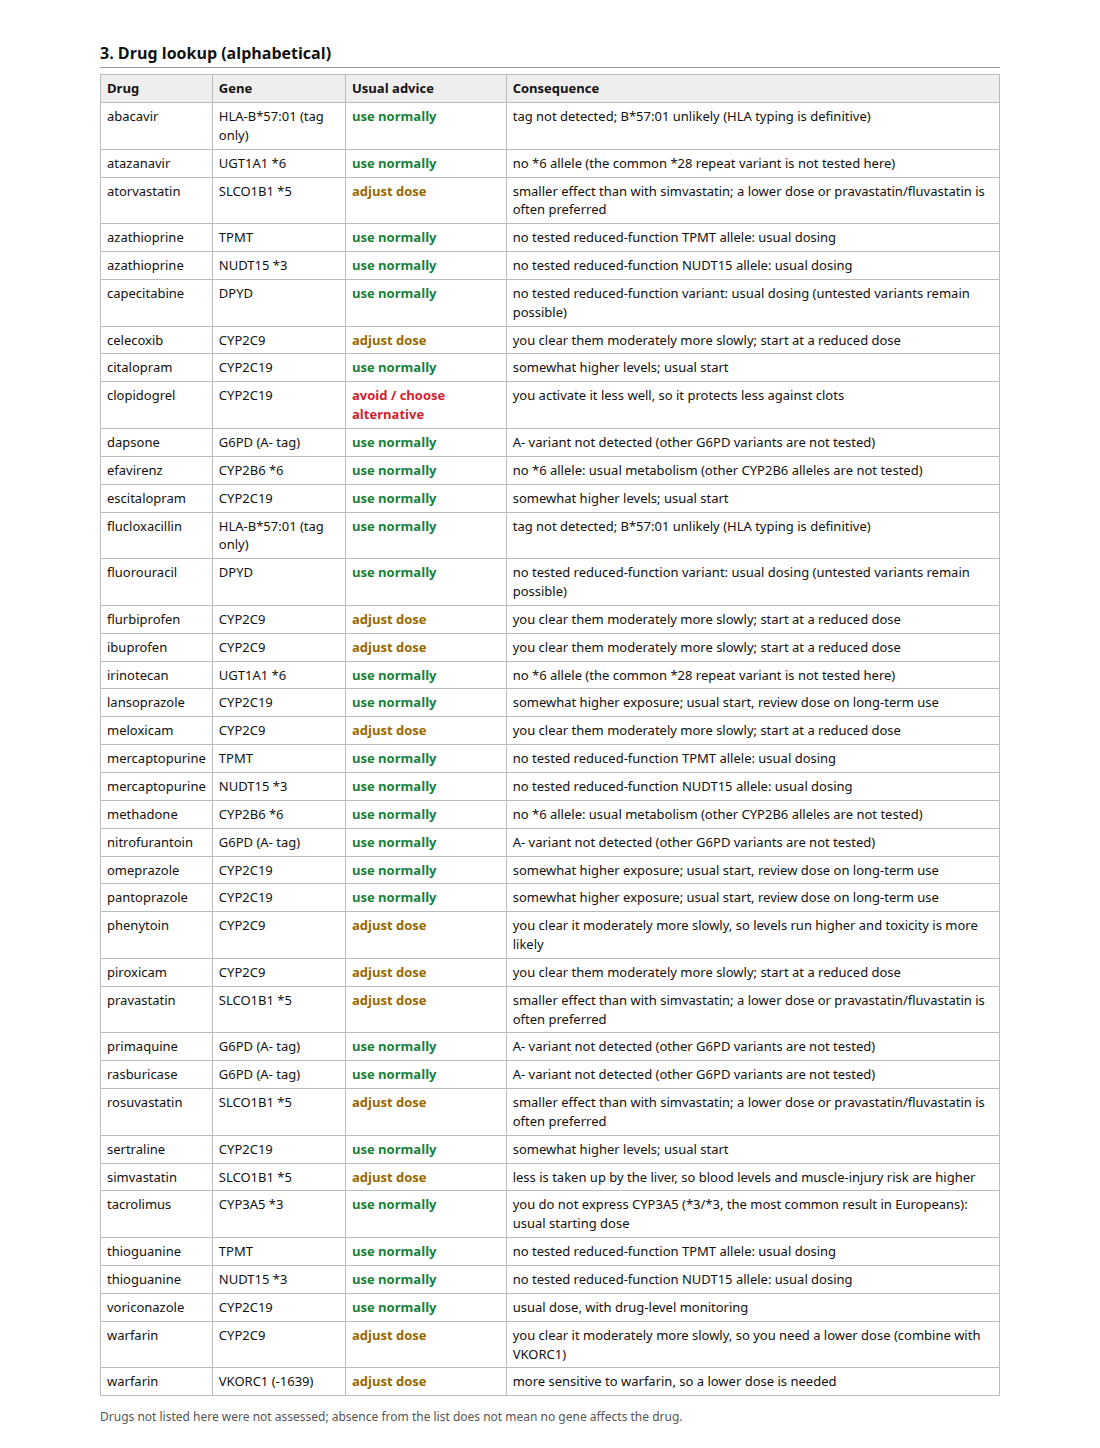 3. Drug lookup (alphabetical)
Drug Gene Usual advice Consequence
abacavir HLA-B*57:01 (tag use normally tag not detected; B*57:01 unlikely (HLA typing is definitive)
only)
atazanavir UGT1A1 *6 use normally no *6 allele (the common *28 repeat variant is not tested here)
atorvastatin SLCO1B1 *5 adjust dose smaller effect than with simvastatin; a lower dose or pravastatin/fluvastatin is
often preferred
azathioprine TPMT use normally no tested reduced-function TPMT allele: usual dosing
azathioprine NUDT15 *3 use normally no tested reduced-function NUDT15 allele: usual dosing
capecitabine DPYD use normally no tested reduced-function variant: usual dosing (untested variants remain
possible)
celecoxib CYP2C9 adjust dose you clear them moderately more slowly; start at a reduced dose
citalopram CYP2C19 use normally somewhat higher levels; usual start
clopidogrel CYP2C19 avoid / choose you activate it less well, so it protects less against clots
alternative
dapsone G6PD (A- tag) use normally A- variant not detected (other G6PD variants are not tested)
efavirenz CYP2B6 *6 use normally no *6 allele: usual metabolism (other CYP2B6 alleles are not tested)
escitalopram CYP2C19 use normally somewhat higher levels; usual start
flucloxacillin HLA-B*57:01 (tag use normally tag not detected; B*57:01 unlikely (HLA typing is definitive)
only)
fluorouracil DPYD use normally no tested reduced-function variant: usual dosing (untested variants remain
possible)
flurbiprofen CYP2C9 adjust dose you clear them moderately more slowly; start at a reduced dose
ibuprofen CYP2C9 adjust dose you clear them moderately more slowly; start at a reduced dose
irinotecan UGT1A1 *6 use normally no *6 allele (the common *28 repeat variant is not tested here)
lansoprazole CYP2C19 use normally somewhat higher exposure; usual start, review dose on long-term use
meloxicam CYP2C9 adjust dose you clear them moderately more slowly; start at a reduced dose
mercaptopurine TPMT use normally no tested reduced-function TPMT allele: usual dosing
mercaptopurine NUDT15 *3 use normally no tested reduced-function NUDT15 allele: usual dosing
methadone CYP2B6 *6 use normally no *6 allele: usual metabolism (other CYP2B6 alleles are not tested)
nitrofurantoin G6PD (A- tag) use normally A- variant not detected (other G6PD variants are not tested)
omeprazole CYP2C19 use normally somewhat higher exposure; usual start, review dose on long-term use
pantoprazole CYP2C19 use normally somewhat higher exposure; usual start, review dose on long-term use
phenytoin CYP2C9 adjust dose you clear it moderately more slowly, so levels run higher and toxicity is more
likely
piroxicam CYP2C9 adjust dose you clear them moderately more slowly; start at a reduced dose
pravastatin SLCO1B1 *5 adjust dose smaller effect than with simvastatin; a lower dose or pravastatin/fluvastatin is
often preferred
primaquine G6PD (A- tag) use normally A- variant not detected (other G6PD variants are not tested)
rasburicase G6PD (A- tag) use normally A- variant not detected (other G6PD variants are not tested)
rosuvastatin SLCO1B1 *5 adjust dose smaller effect than with simvastatin; a lower dose or pravastatin/fluvastatin is
often preferred
sertraline CYP2C19 use normally somewhat higher levels; usual start
simvastatin SLCO1B1 *5 adjust dose less is taken up by the liver, so blood levels and muscle-injury risk are higher
tacrolimus CYP3A5 *3 use normally you do not express CYP3A5 (*3/*3, the most common result in Europeans):
usual starting dose
thioguanine TPMT use normally no tested reduced-function TPMT allele: usual dosing
thioguanine NUDT15 *3 use normally no tested reduced-function NUDT15 allele: usual dosing
voriconazole CYP2C19 use normally usual dose, with drug-level monitoring
warfarin CYP2C9 adjust dose you clear it moderately more slowly, so you need a lower dose (combine with
VKORC1)
warfarin VKORC1 (-1639) adjust dose more sensitive to warfarin, so a lower dose is needed
Drugs not listed here were not assessed; absence from the list does not mean no gene affects the drug.